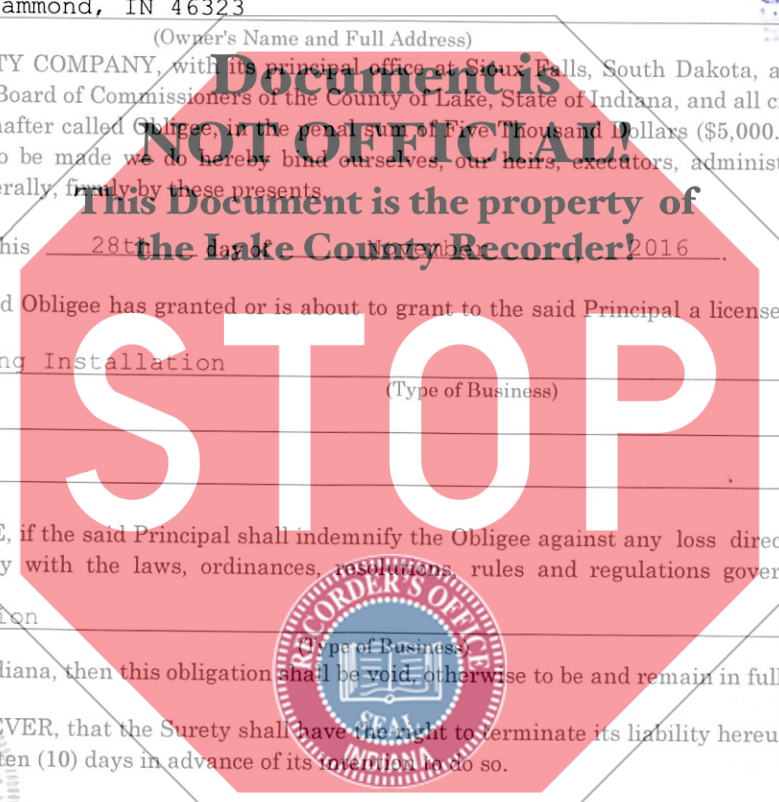 ammond, IN 46323
(Owner's Name and Full Address)
TY COMPANY, with its principal office at Sioux Falls, South Dakota, a
Document is
Board of Commissioners of the County of Lake, State of Indiana, and all c
nafter called Obligee, in the penal sum of Five Thousand Dollars ($5,000.
NOT OFFICIAL!
o be made we do hereby bind ourselves, our heirs, executors, administ
erally, firmly by these presents.
This Document is the property of
the Lake County Recorder!
his 28th day of November, 2016.
d Obligee has granted or is about to grant to the said Principal a license
ng Installation
(Type of Business)
STOP
E, if the said Principal shall indemnify the Obligee against any loss direc
y with the laws, ordinances, resolutions, rules and regulations gover
ion
(Type of Business)
diana, then this obligation shall be void, otherwise to be and remain in full
EVER, that the Surety shall have the right to terminate its liability hereu
ten (10) days in advance of its intention to do so.
RECORDER'S OFFICE
SEAL
INDIANA